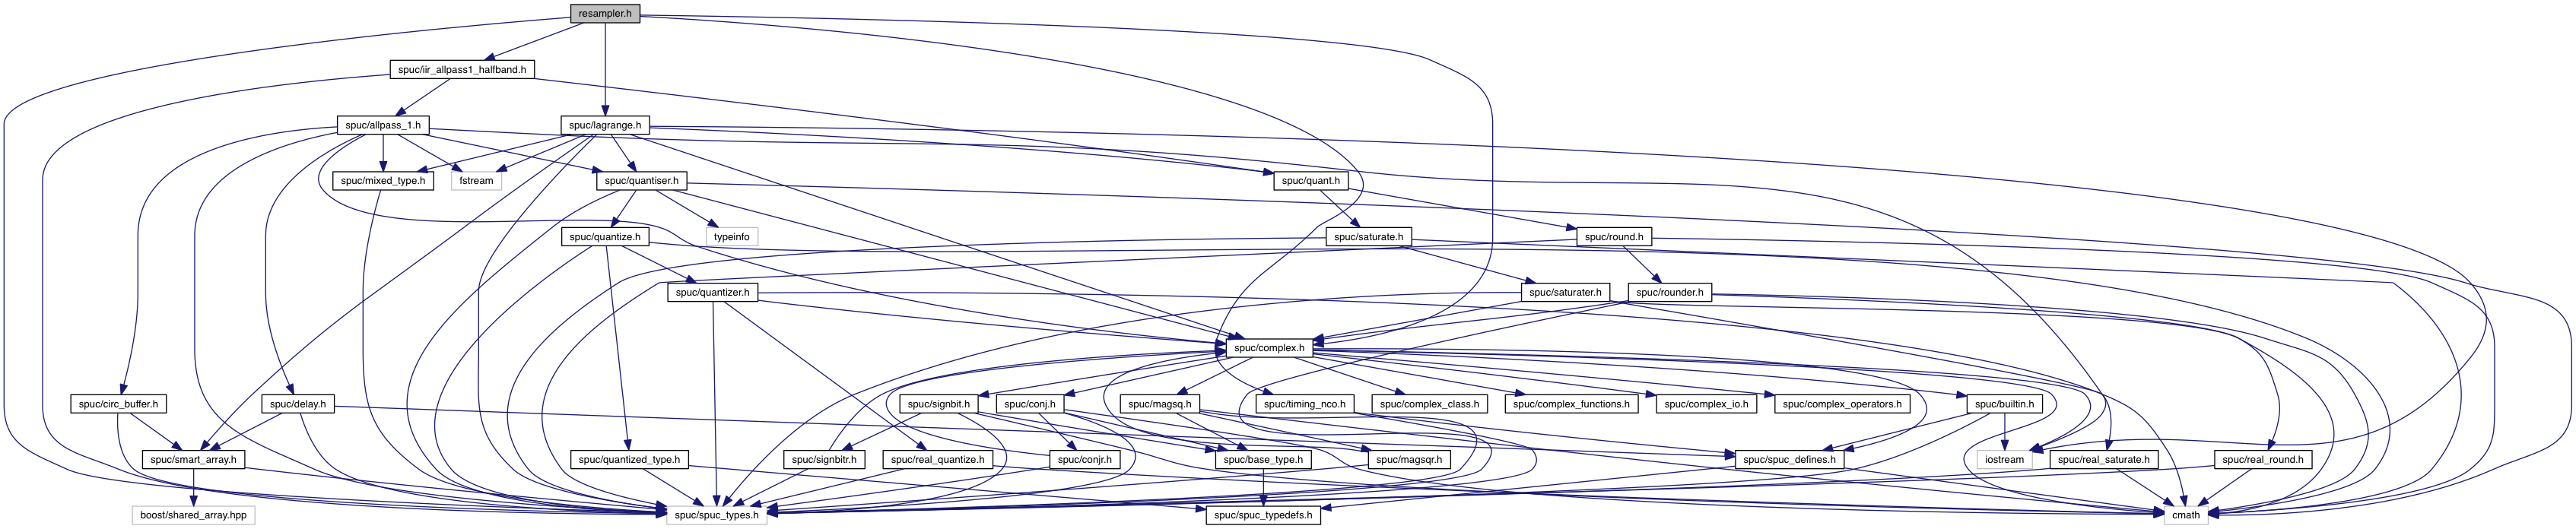 resampler.h
spuc/iir_allpass1_halfband.h
spuc/allpass_1.h
spuc/lagrange.h
spuc/mixed_type.h
fstream
spuc/quantiser.h
spuc/quant.h
spuc/quantize.h
typeinfo
spuc/saturate.h
spuc/round.h
spuc/quantizer.h
spuc/saturater.h
spuc/rounder.h
spuc/complex.h
spuc/circ_buffer.h
spuc/delay.h
spuc/signbit.h
spuc/conj.h
spuc/magsq.h
spuc/timing_nco.h
spuc/complex_class.h
spuc/complex_functions.h
spuc/complex_io.h
spuc/complex_operators.h
spuc/builtin.h
spuc/smart_array.h
spuc/quantized_type.h
spuc/signbitr.h
spuc/real_quantize.h
spuc/conjr.h
spuc/base_type.h
spuc/magsqr.h
spuc/spuc_defines.h
iostream
spuc/real_saturate.h
spuc/real_round.h
boost/shared_array.hpp
spuc/spuc_types.h
spuc/spuc_typedefs.h
cmath